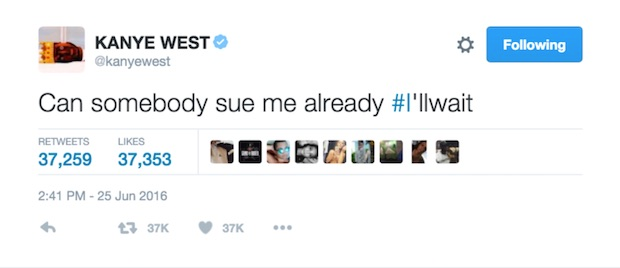 KANYE WEST
@kanyewest
Following
Can somebody sue me already #I'llwait
RETWEETS LIKES
37,259 37,353
2:41 PM - 25 Jun 2016
37K 37K